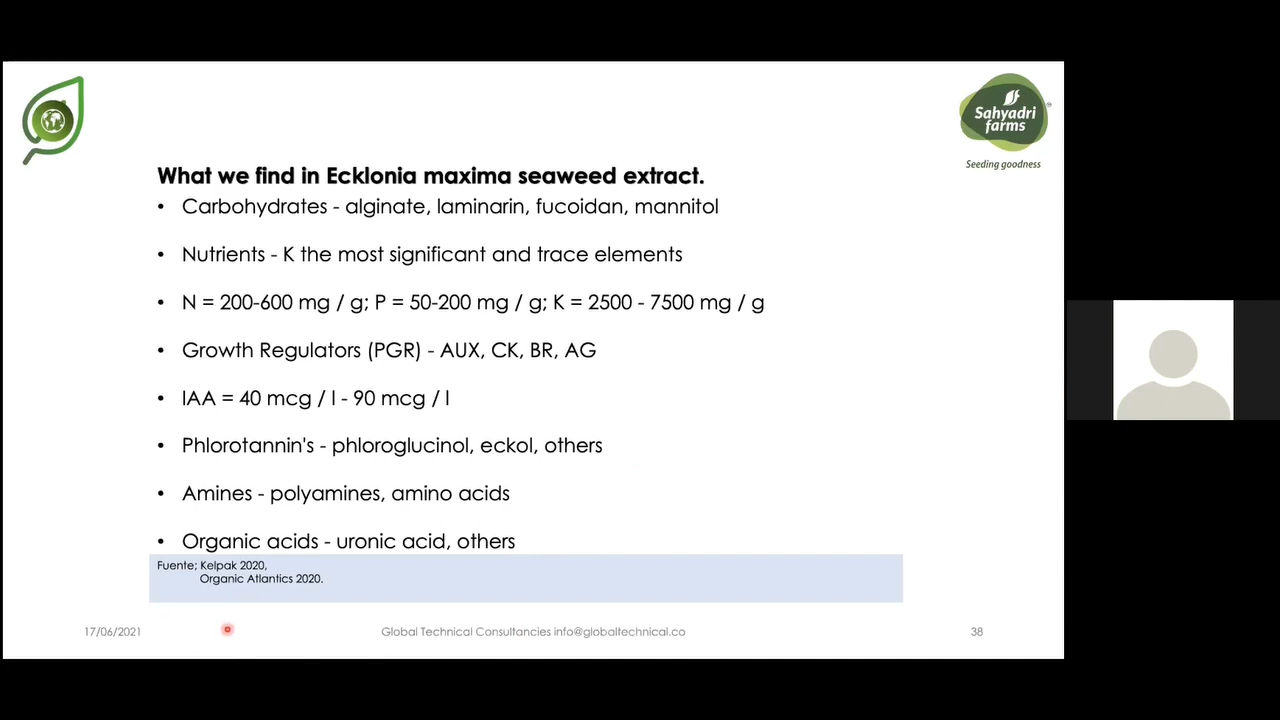 Sahyadri
farms
Seeding goodness
What we find in Ecklonia maxima seaweed extract.
• Carbohydrates - alginate, laminarin, fucoidan, mannitol
• Nutrients - K the most significant and trace elements
• N = 200-600 mg / g; P = 50-200 mg / g; K = 2500 - 7500 mg / g
• Growth Regulators (PGR) - AUX, CK, BR, AG
• IAA = 40 mcg / l - 90 mcg / l
• Phlorotannin's - phloroglucinol, eckol, others
• Amines - polyamines, amino acids
• Organic acids - uronic acid, others
Fuente; Kelpak 2020,
Organic Atlantics 2020.
17/06/2021
Global Technical Consultancies info@globaltechnical.co
38